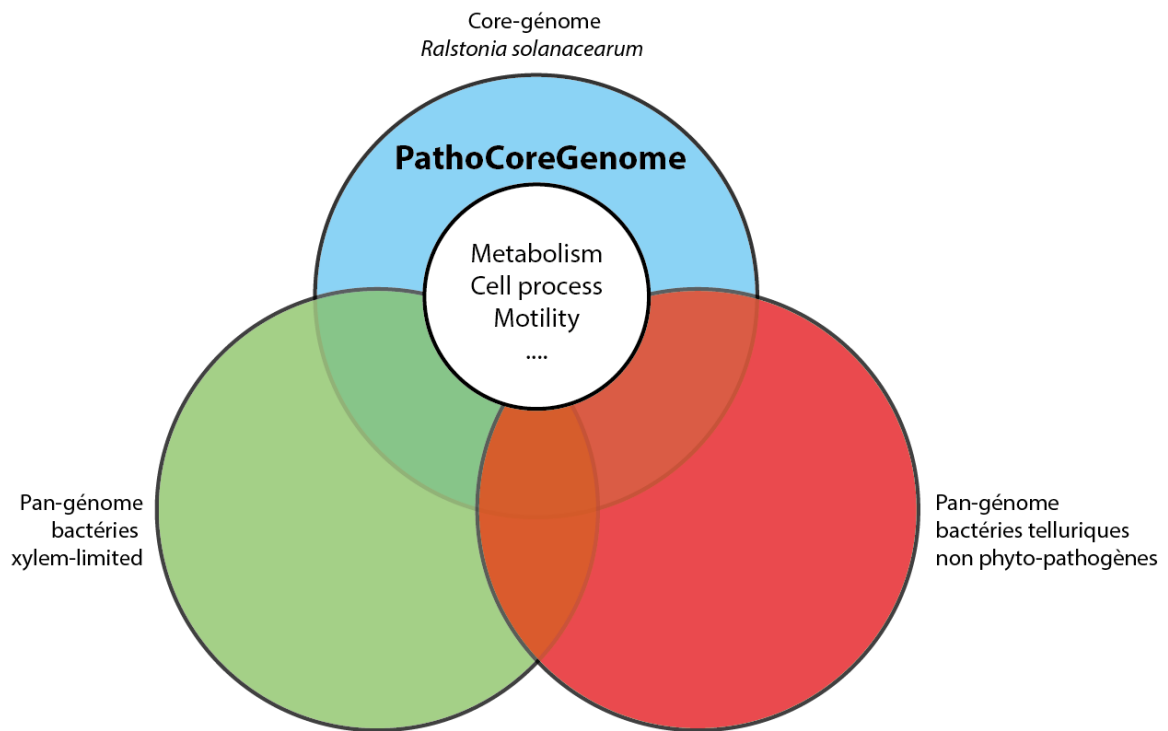 Core-génome
Ralstonia solanacearum
PathoCoreGenome
Metabolism
Cell process
Motility
....
Pan-génome
bactéries
xylem-limited
Pan-génome
bactéries telluriques
non phyto-pathogènes